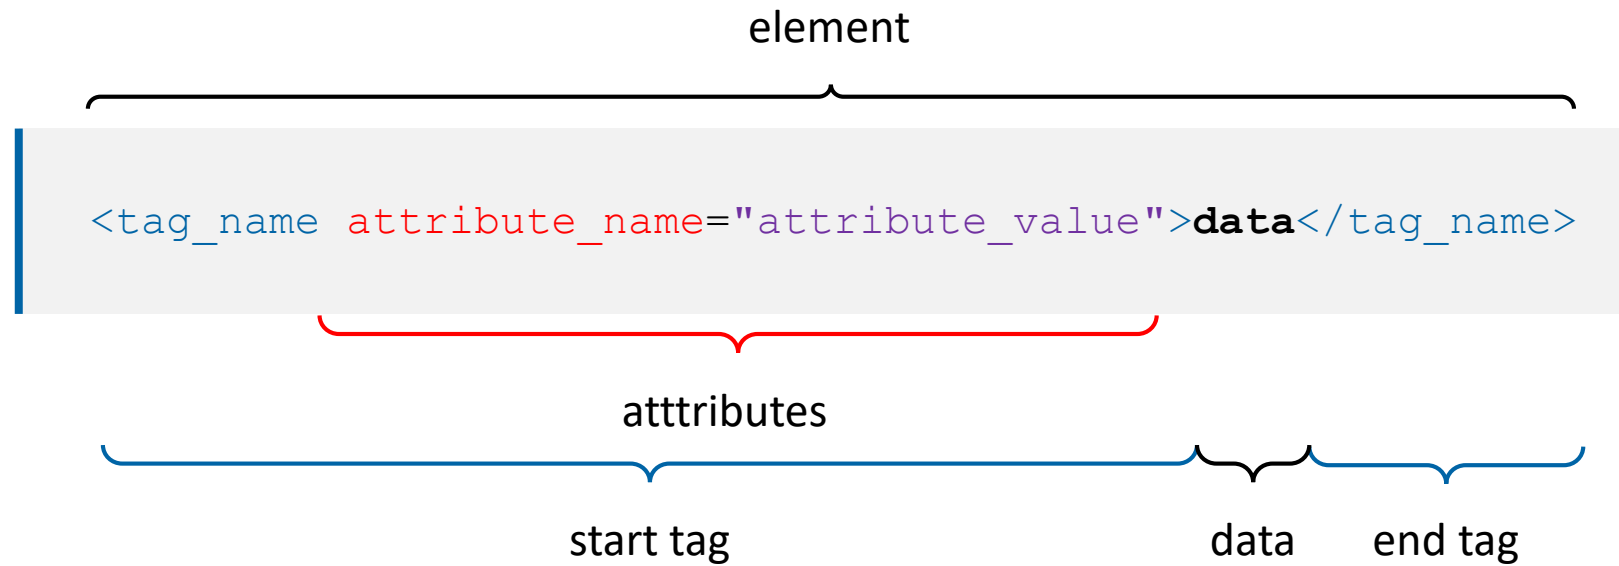 element
<tag_name attribute_name="attribute_value">data</tag_name>
atttributes
start tag data end tag